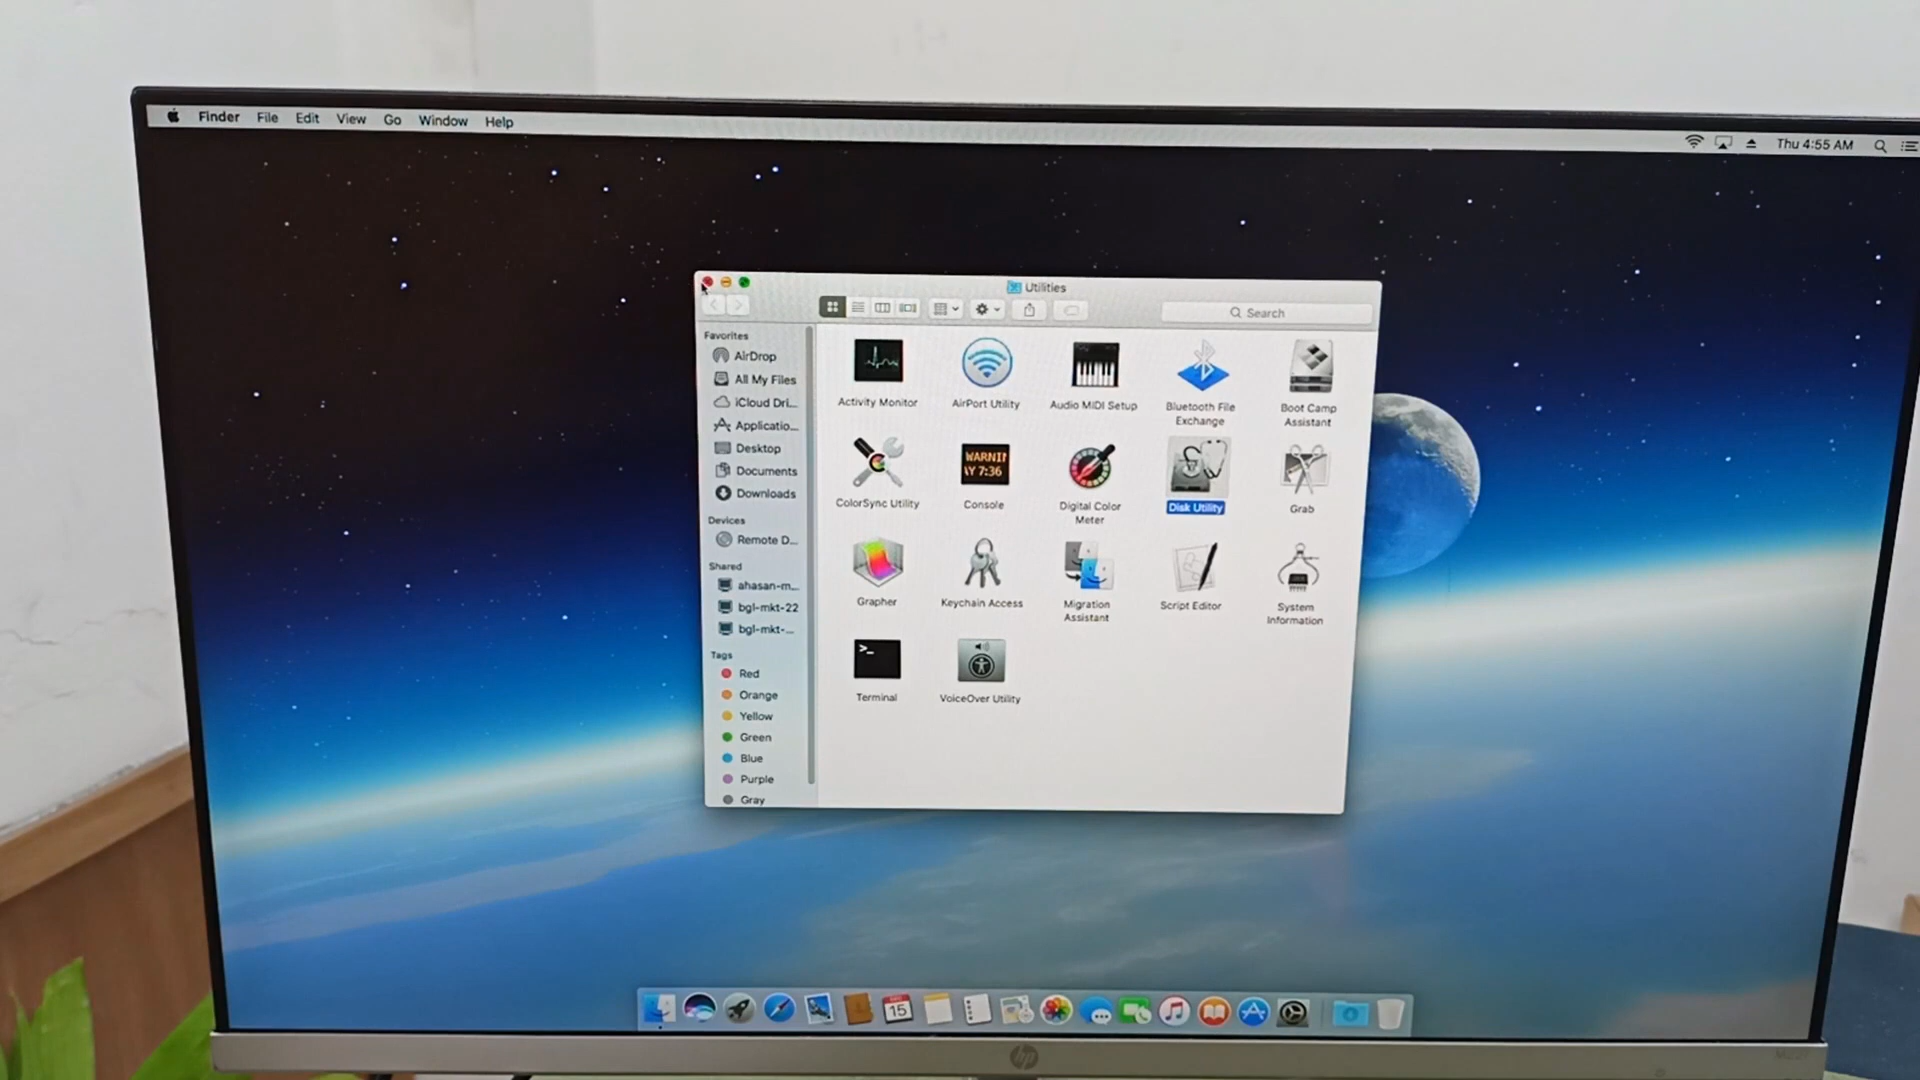 Finder File Edit View Go Window Help
Thu 4:55 AM
Utilities
Search
Favorites
AirDrop
All My Files
iCloud Dri...
Applicatio...
Desktop
Documents
Downloads
Devices
Remote D...
Shared
ahasan-m...
bgl-mkt-22
bgl-mkt-...
Tags
Red
Orange
Yellow
Green
Blue
Purple
Gray
Activity Monitor
AirPort Utility
Audio MIDI Setup
Bluetooth File
Exchange
Boot Camp
Assistant
ColorSync Utility
WARNIN
AY 7:36
Console
Digital Color
Meter
Disk Utility
Grab
Grapher
Keychain Access
Migration
Assistant
Script Editor
System
Information
>_
Terminal
VoiceOver Utility
15
hp